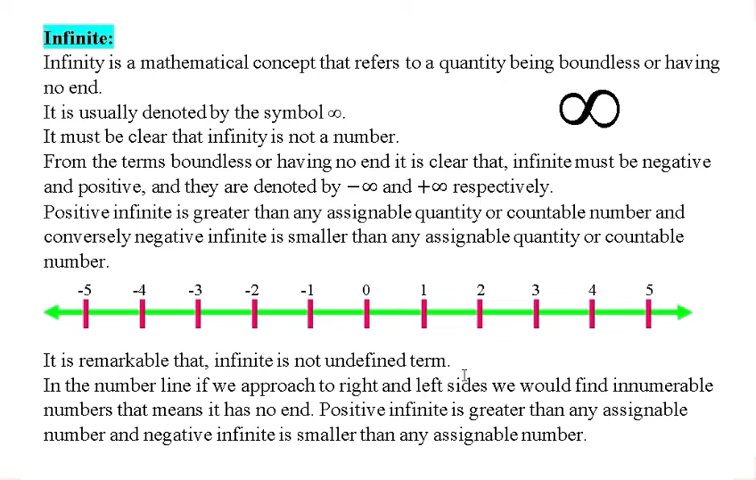 Infinite:
Infinity is a mathematical concept that refers to a quantity being boundless or having
no end.
It is usually denoted by the symbol ∞.
∞
It must be clear that infinity is not a number.
From the terms boundless or having no end it is clear that, infinite must be negative
and positive, and they are denoted by −∞ and +∞ respectively.
Positive infinite is greater than any assignable quantity or countable number and
conversely negative infinite is smaller than any assignable quantity or countable
number.
-5 -4 -3 -2 -1 0 1 2 3 4 5
It is remarkable that, infinite is not undefined term.
In the number line if we approach to right and left sides we would find innumerable
numbers that means it has no end. Positive infinite is greater than any assignable
number and negative infinite is smaller than any assignable number.